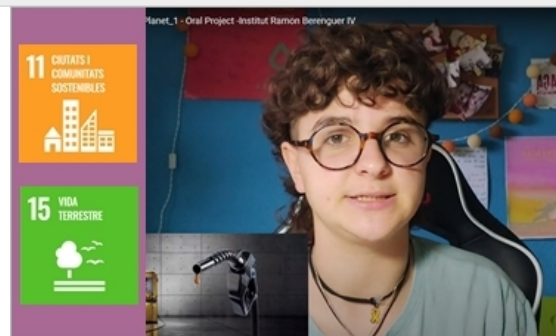 Planet_1 - Oral Project -Institut Ramon Berenguer IV
11 CIUTATS I
COMUNITATS
SOSTENIBLES
15 VIDA
TERRESTRE